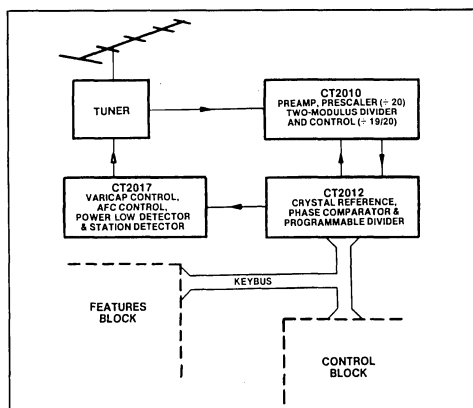 TUNER
CT2010
PREAMP, PRESCALER (÷ 20)
TWO-MODULUS DIVIDER
AND CONTROL (÷ 19/20)
CT2017
VARICAP CONTROL,
AFC CONTROL,
POWER LOW DETECTOR
& STATION DETECTOR
CT2012
CRYSTAL REFERENCE,
PHASE COMPARATOR &
PROGRAMMABLE DIVIDER
KEYBUS
FEATURES
BLOCK
CONTROL
BLOCK